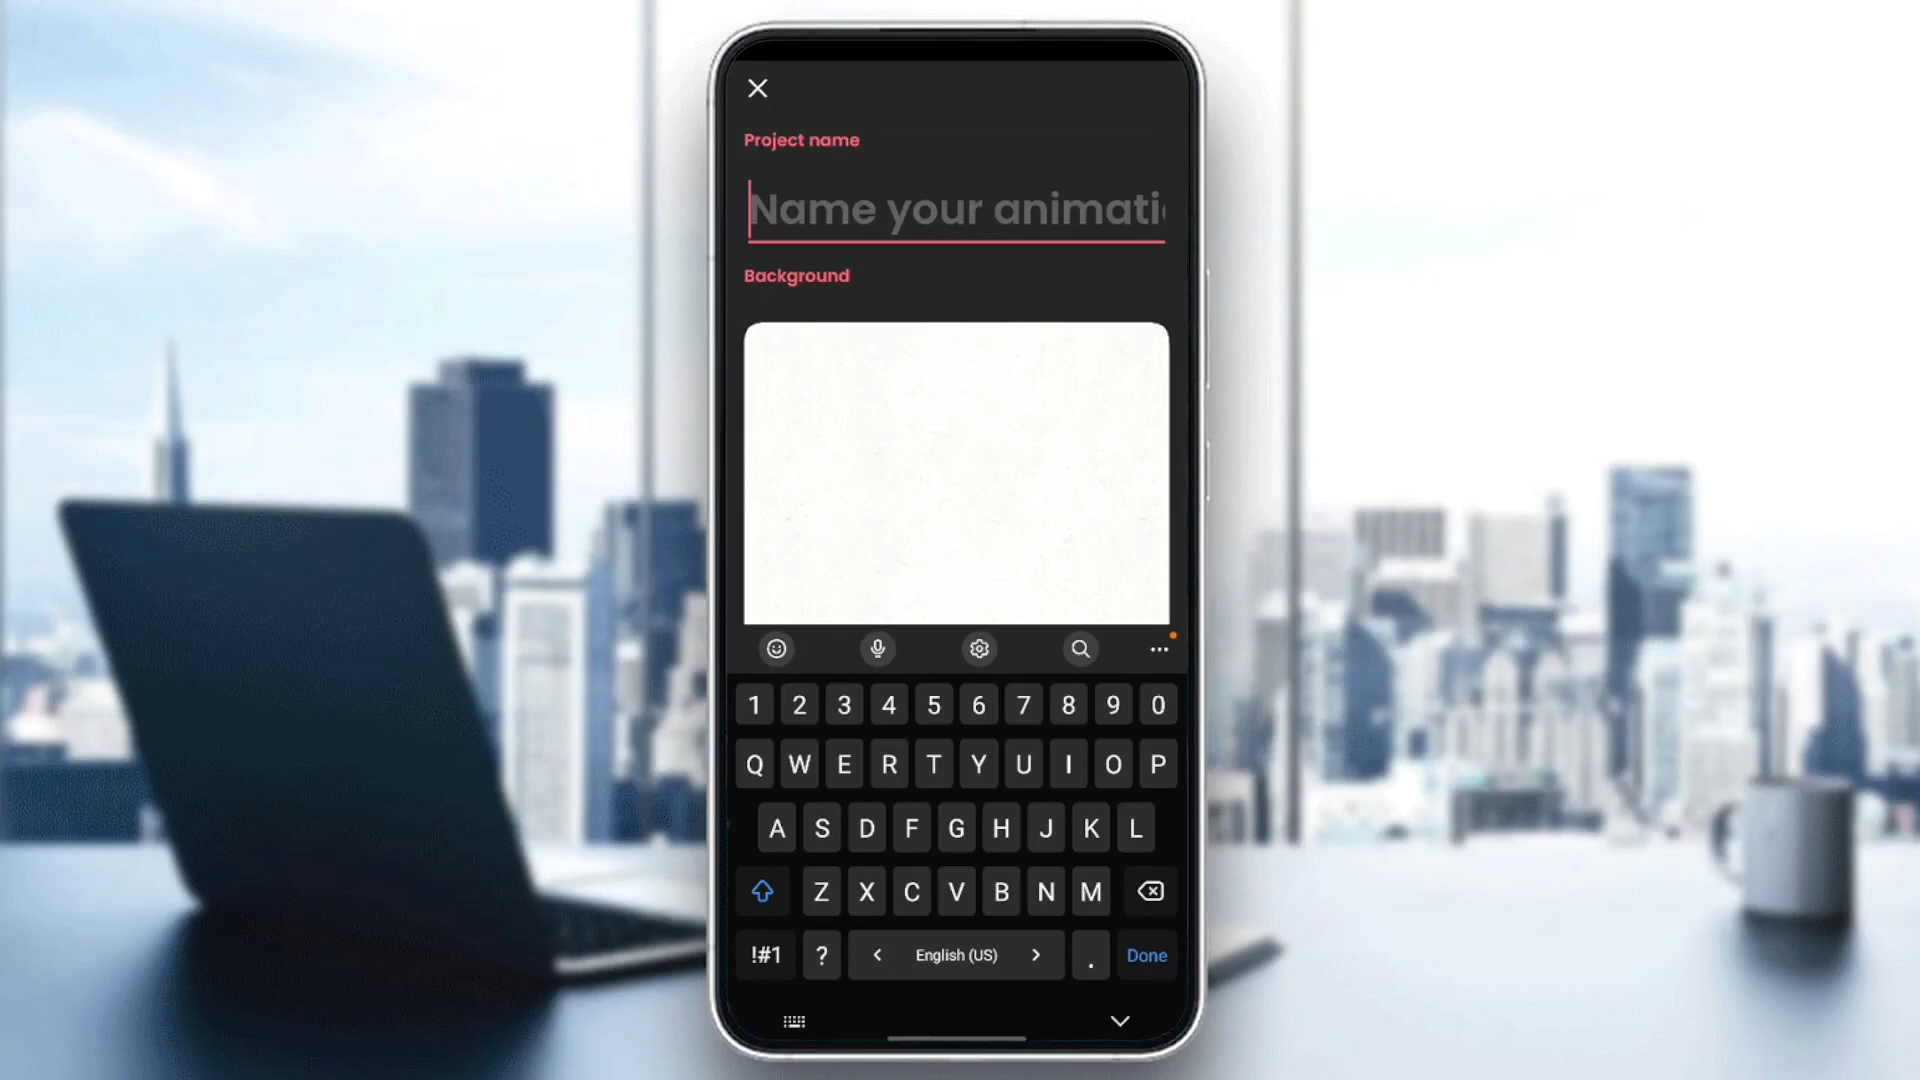 Project name
Name your animati
Background
1 2 3 4 5 6 7 8 9 0
Q W E R T Y U I O P
A S D F G H J K L
Z X C V B N M
!#1 ? < English (US) > . Done